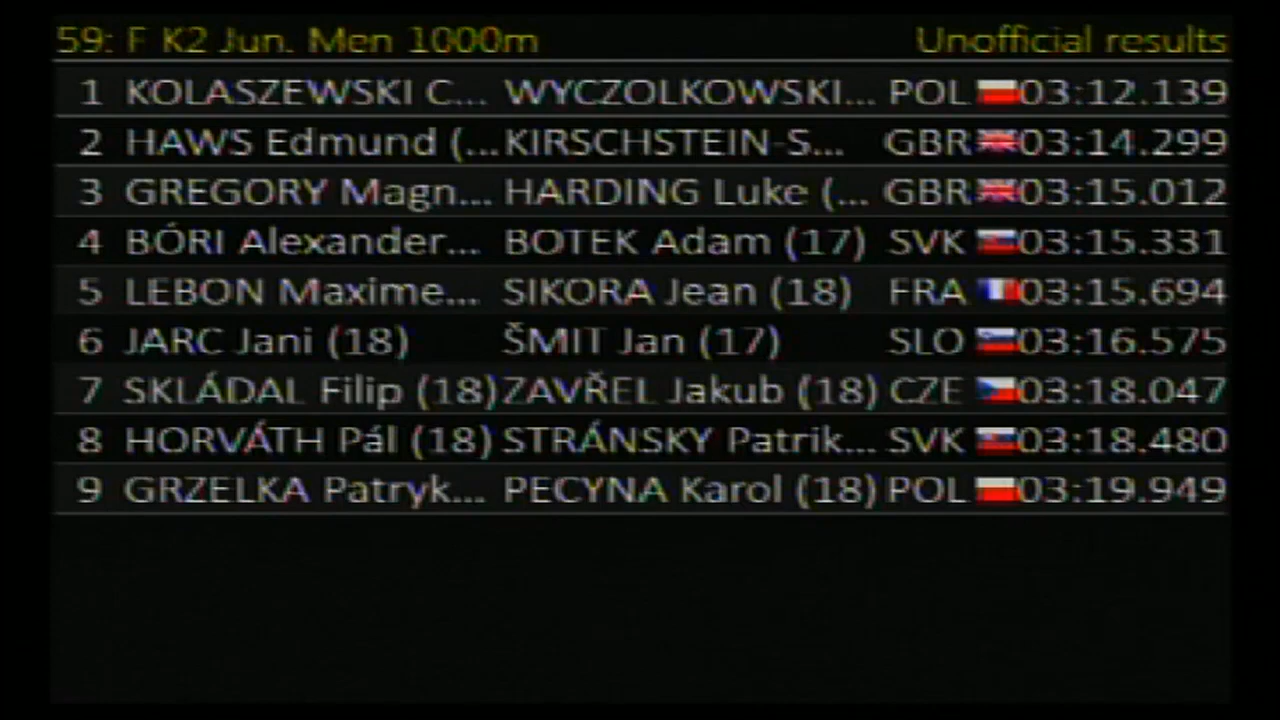 59: F K2 Jun. Men 1000m Unofficial results
1 KOLASZEWSKI C... WYCZOLKOWSKI... POL 03:12.139
2 HAWS Edmund (... KIRSCHSTEIN-S... GBR 03:14.299
3 GREGORY Magn... HARDING Luke (... GBR 03:15.012
4 BÓRI Alexander... BOTEK Adam (17) SVK 03:15.331
5 LEBON Maxime... SIKORA Jean (18) FRA 03:15.694
6 JARC Jani (18) ŠMIT Jan (17) SLO 03:16.575
7 SKLÁDAL Filip (18) ZAVŘEL Jakub (18) CZE 03:18.047
8 HORVÁTH Pál (18) STRÁNSKY Patrik... SVK 03:18.480
9 GRZELKA Patryk... PECYNA Karol (18) POL 03:19.949